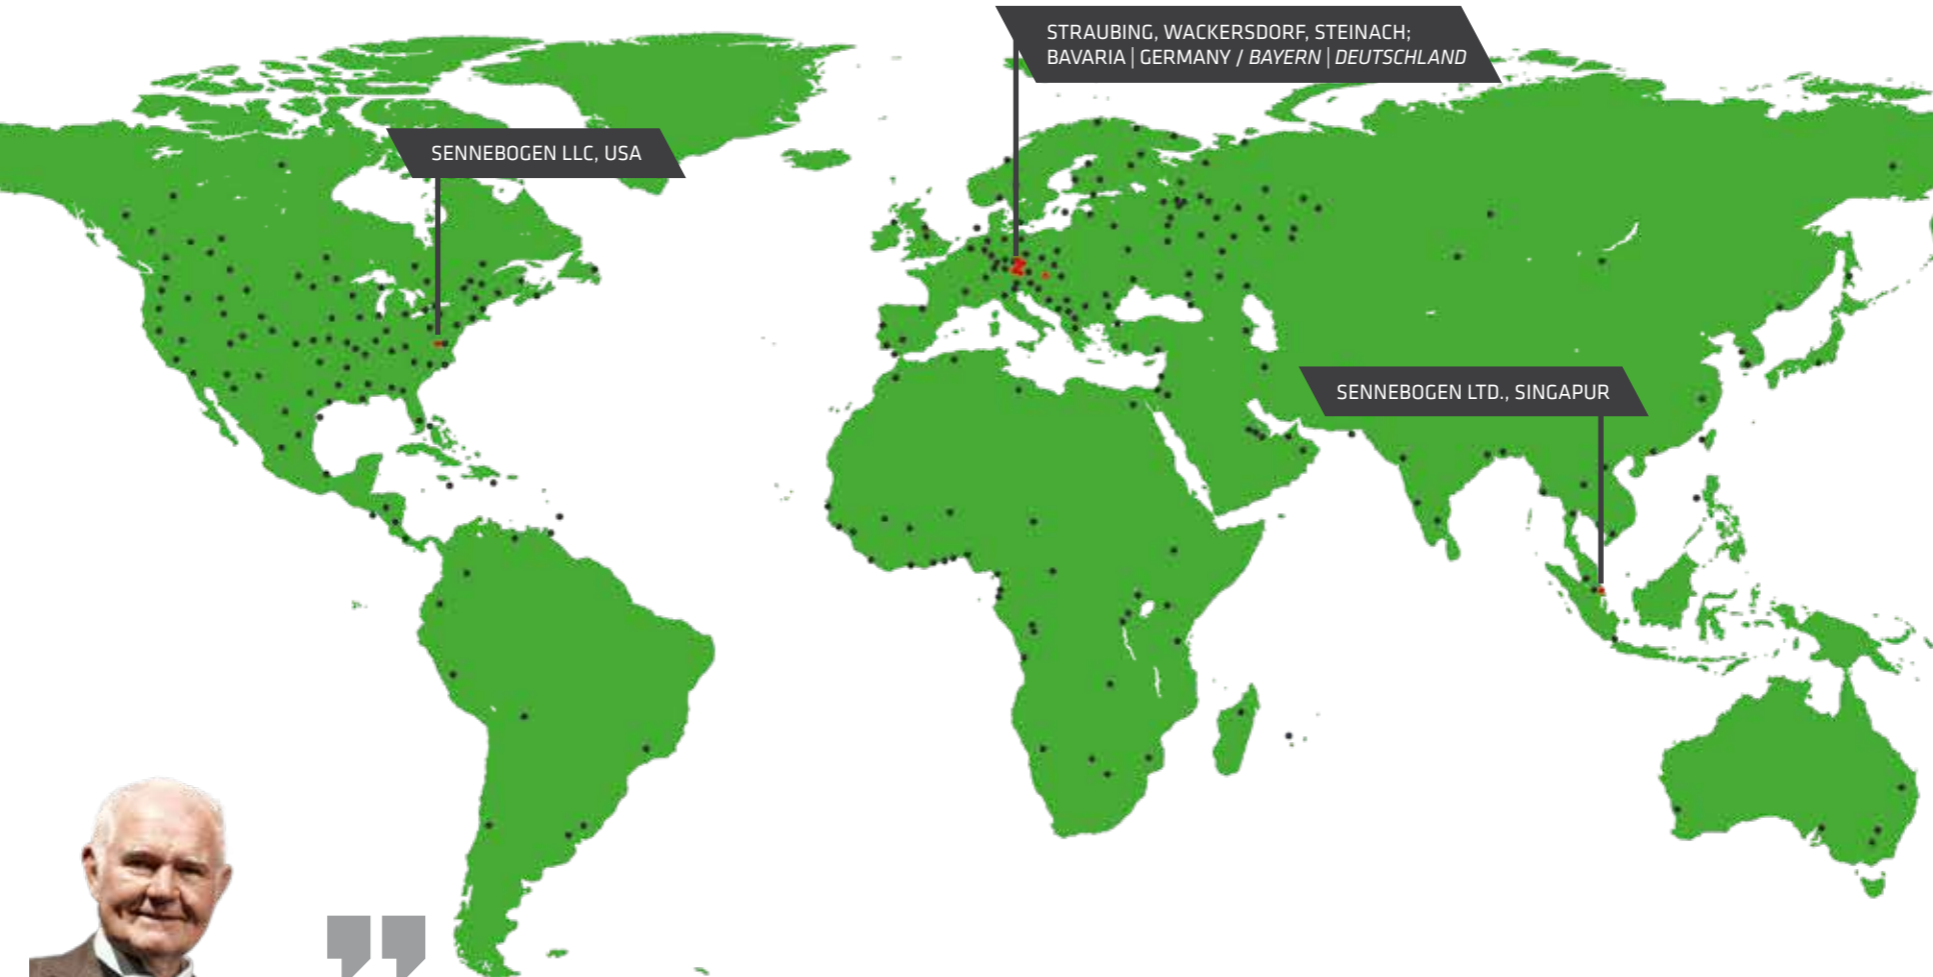 STRAUBING, WACKERSDORF, STEINACH;
BAVARIA | GERMANY / BAYERN | DEUTSCHLAND
SENNEBOGEN LLC, USA
SENNEBOGEN LTD., SINGAPUR